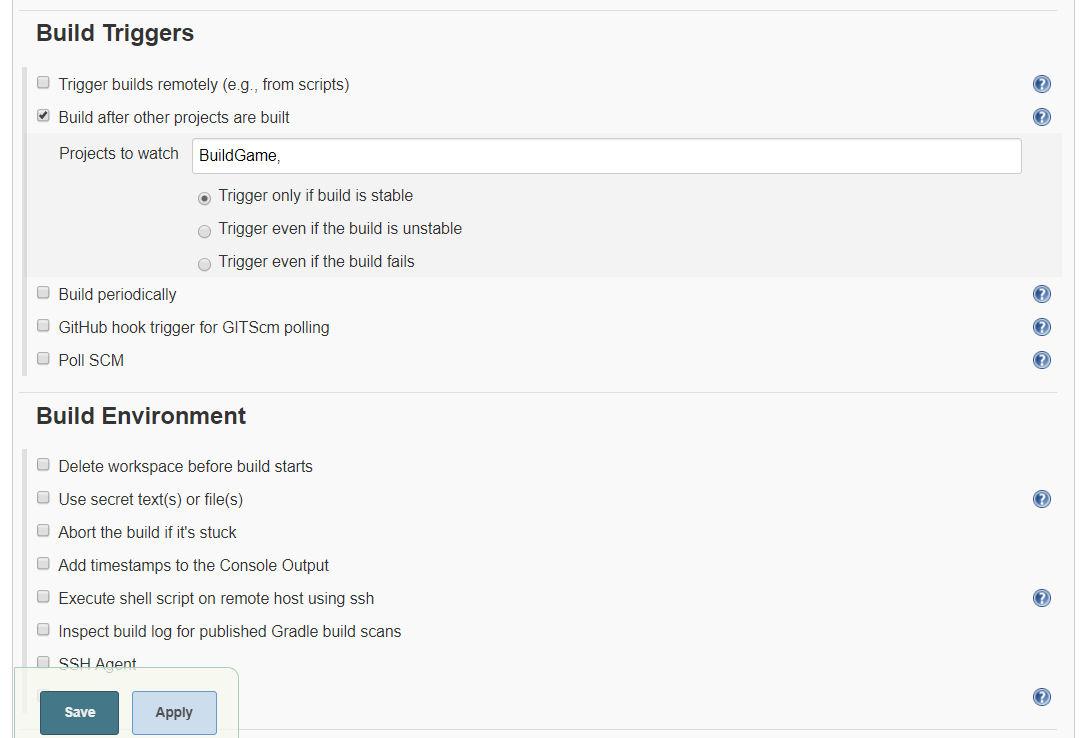 Build Triggers
Trigger builds remotely (e.g., from scripts)
Build after other projects are built
Projects to watch BuildGame,
Trigger only if build is stable
Trigger even if the build is unstable
Trigger even if the build fails
Build periodically
GitHub hook trigger for GITScm polling
Poll SCM
Build Environment
Delete workspace before build starts
Use secret text(s) or file(s)
Abort the build if it's stuck
Add timestamps to the Console Output
Execute shell script on remote host using ssh
Inspect build log for published Gradle build scans
SSH Agent
Save Apply